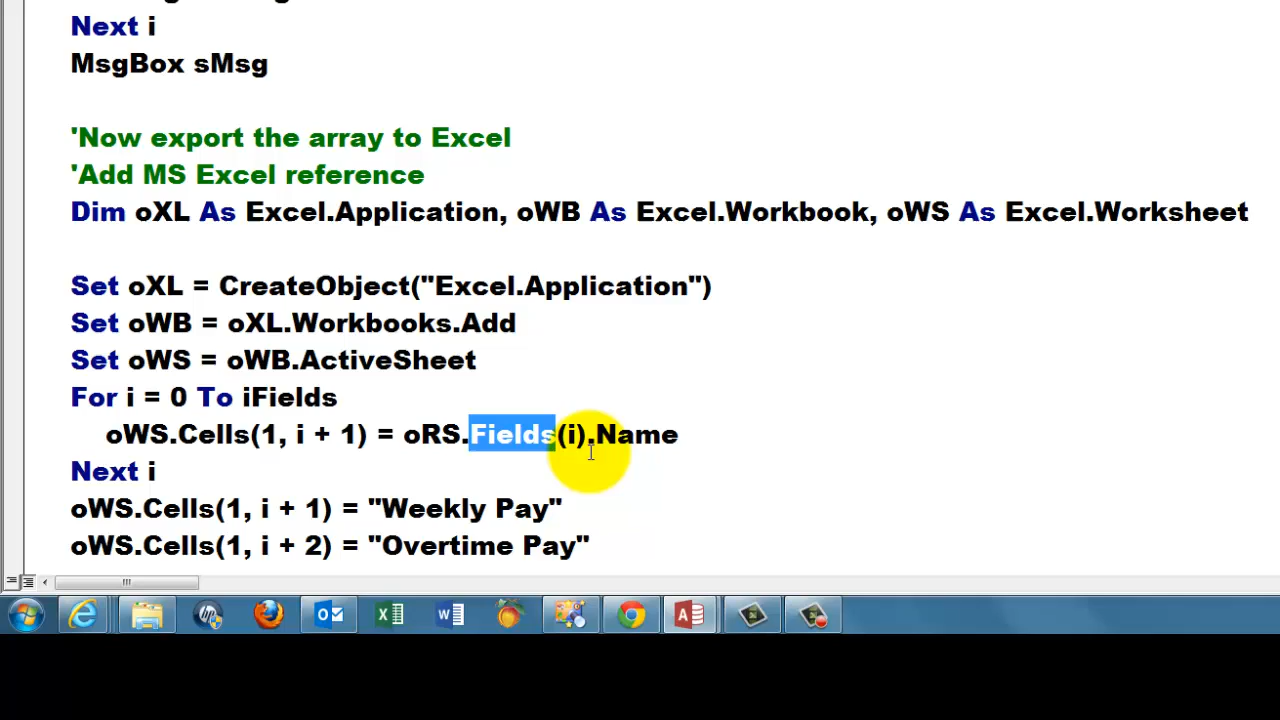 Next i
MsgBox sMsg
'Now export the array to Excel
'Add MS Excel reference
Dim oXL As Excel.Application, oWB As Excel.Workbook, oWS As Excel.Worksheet
Set oXL = CreateObject("Excel.Application")
Set oWB = oXL.Workbooks.Add
Set oWS = oWB.ActiveSheet
For i = 0 To iFields
oWS.Cells(1, i + 1) = oRS.Fields(i).Name
Next i
oWS.Cells(1, i + 1) = "Weekly Pay"
oWS.Cells(1, i + 2) = "Overtime Pay"